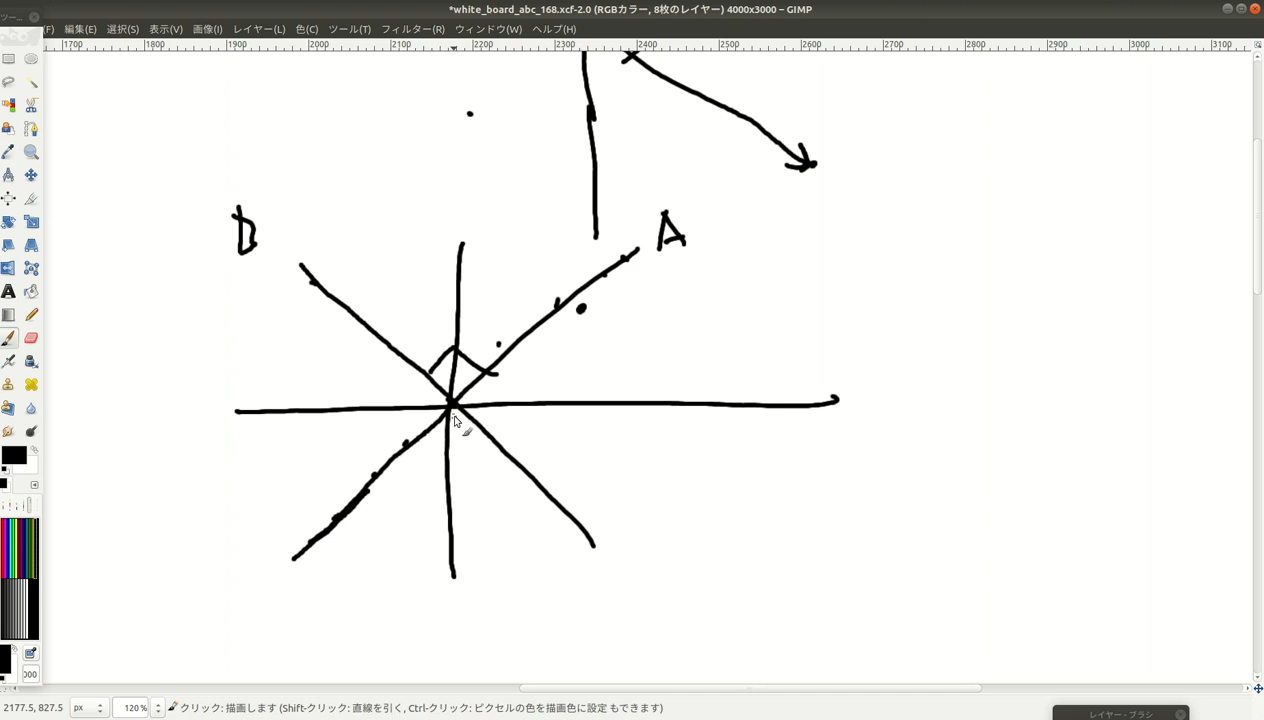 *white_board_abc_168.xcf-2.0 (RGBカラー, 8枚のレイヤー) 4000x3000 – GIMP
ツー...
(F) 編集(E) 選択(S) 表示(V) 画像(I) レイヤー(L) 色(C) ツール(T) フィルター(R) ウィンドウ(W) ヘルプ(H)
1700 1800 1900 2000 2100 2200 2300 2400 2500 2600 2700 2800 2900 3000 3100
B A
000
2177.5, 827.5 px 120% クリック: 描画します (Shift-クリック: 直線を引く, Ctrl-クリック: ピクセルの色を描画色に設定 もできます)
レイヤー - ブラシ